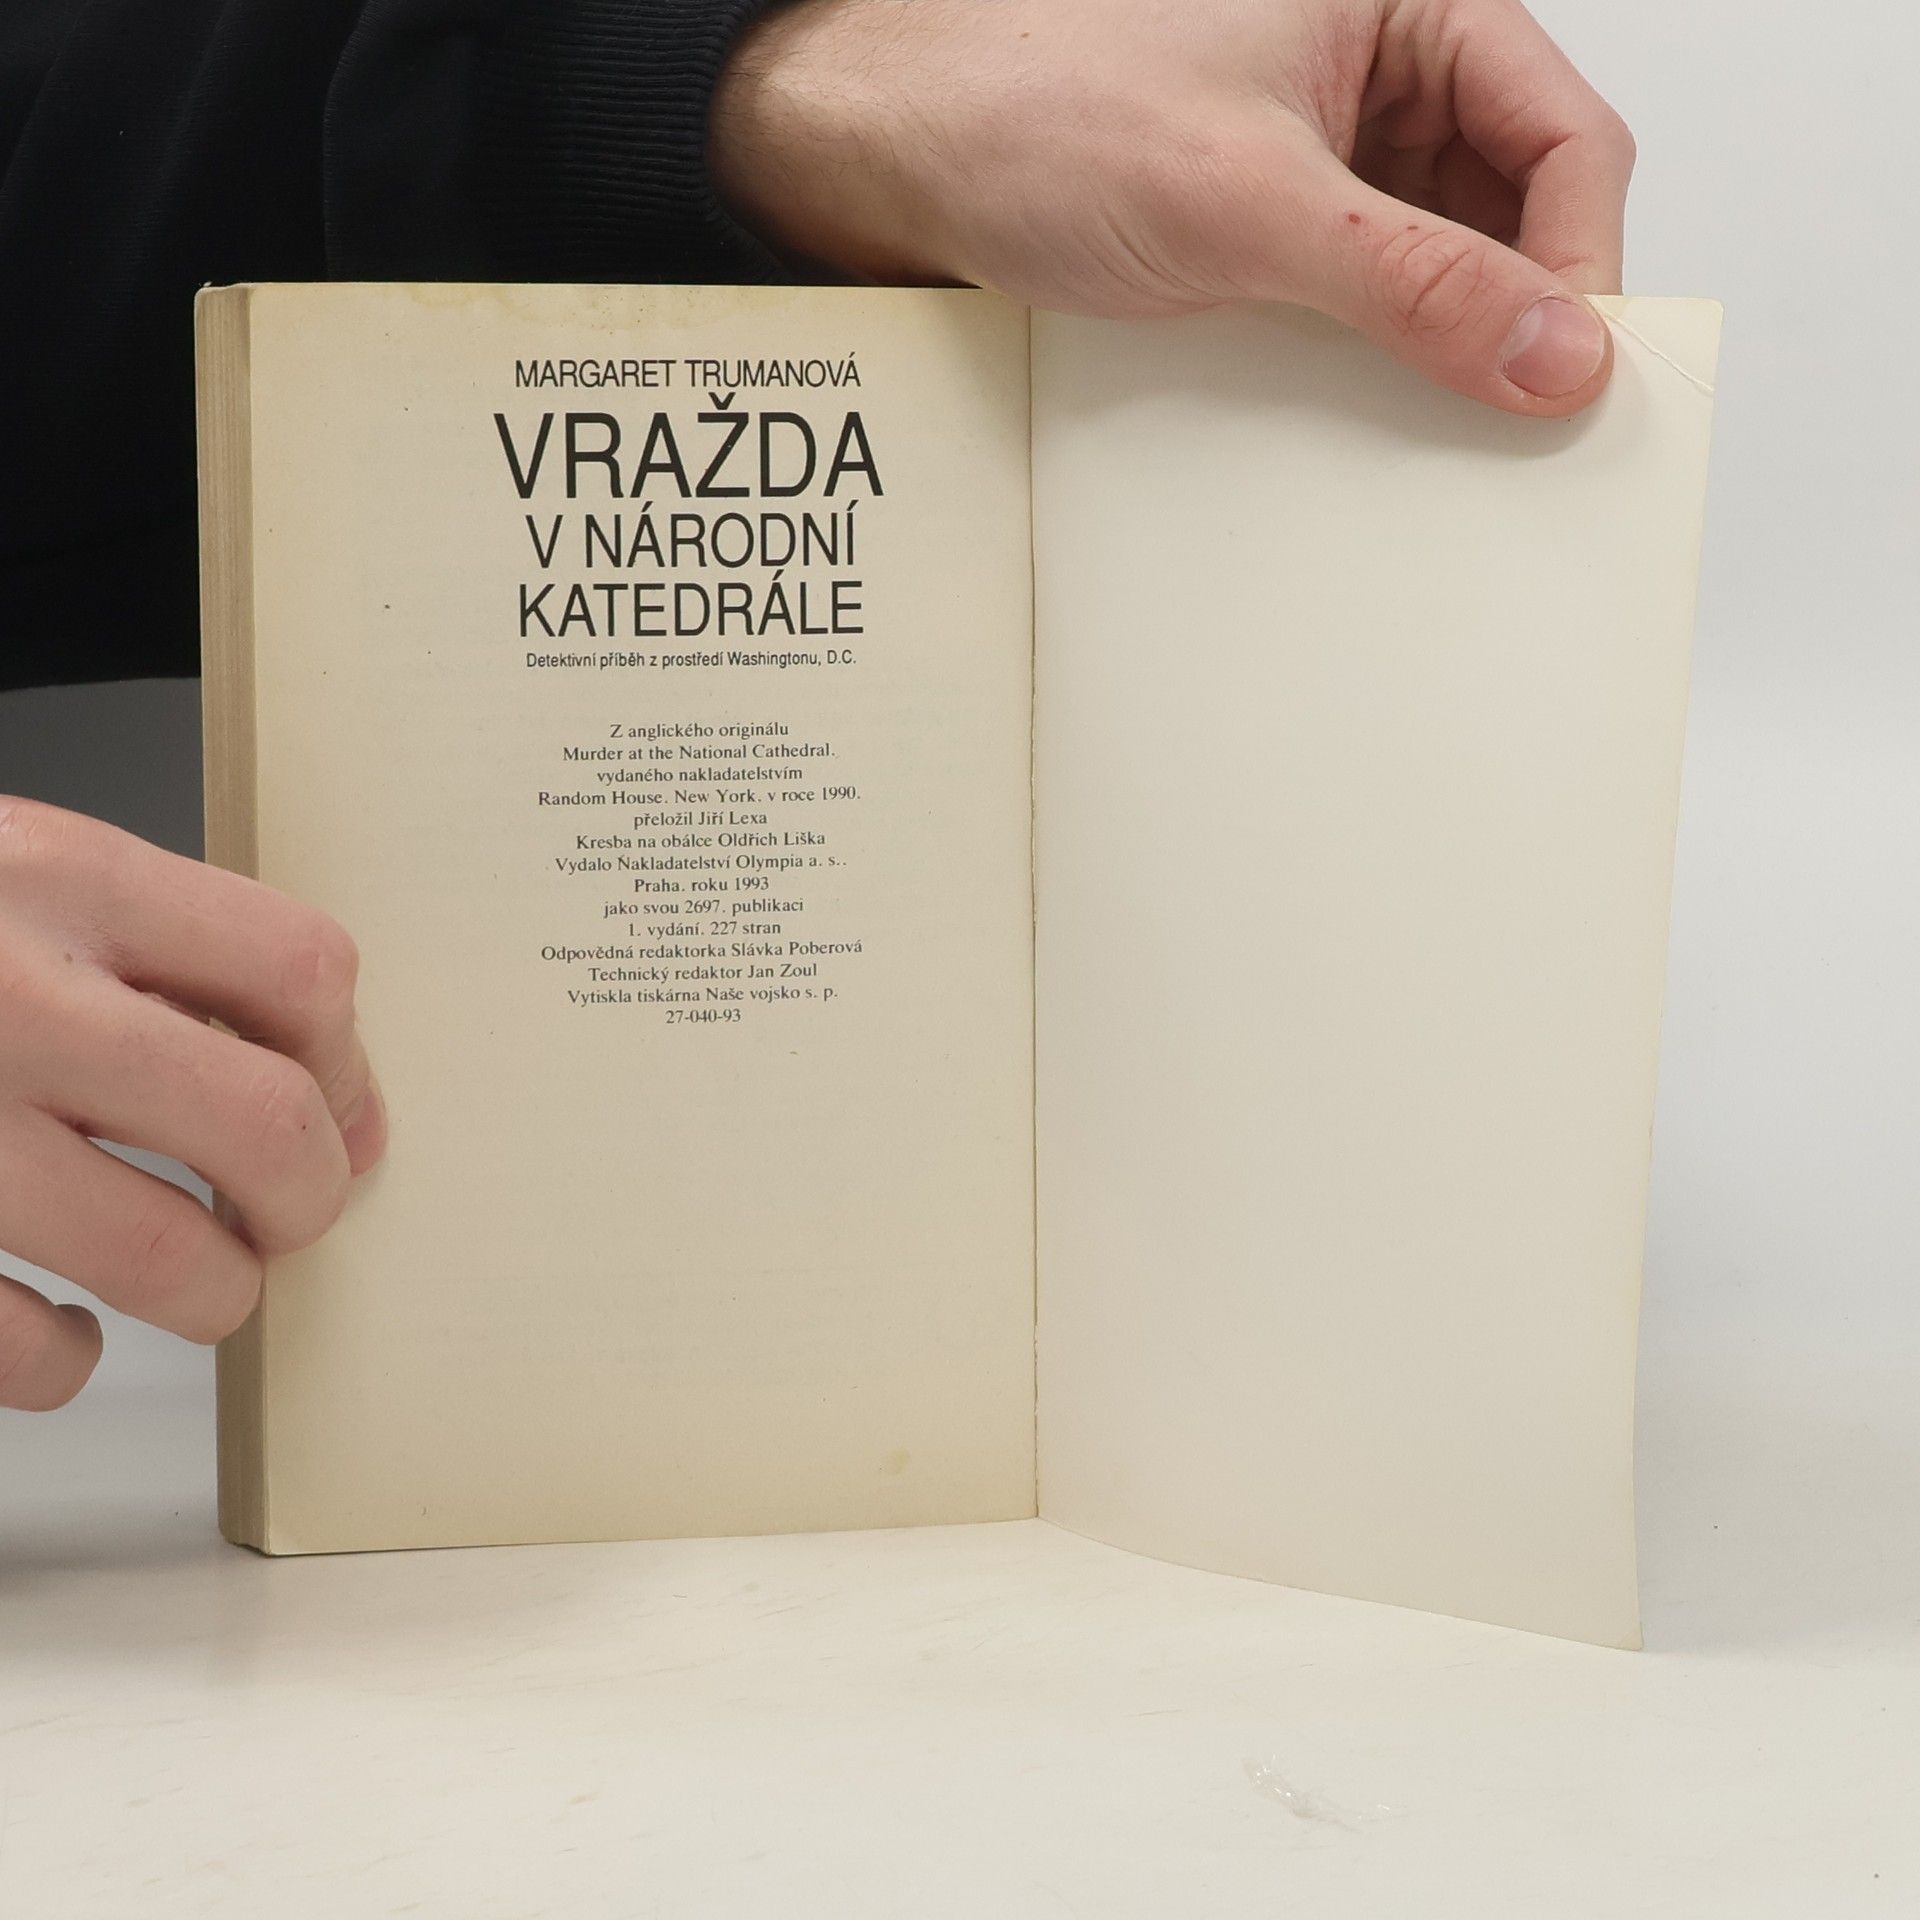 MARGARET TRUMANOVÁ
VRAŽDA
V NÁRODNÍ
KATEDRÁLE
Detektivní příběh z prostředí Washingtonu, D.C.
Z anglického originálu
Murder at the National Cathedral.
vydaného nakladatelstvím
Random House. New York. v roce 1990.
přeložil Jiří Lexa
Kresba na obálce Oldřich Liška
Vydalo Nakladatelství Olympia a. s..
Praha. roku 1993
jako svou 2697. publikaci
1. vydání. 227 stran
Odpovědná redaktorka Slávka Poberová
Technický redaktor Jan Zoul
Vytiskla tiskárna Naše vojsko s. p.
27-040-93